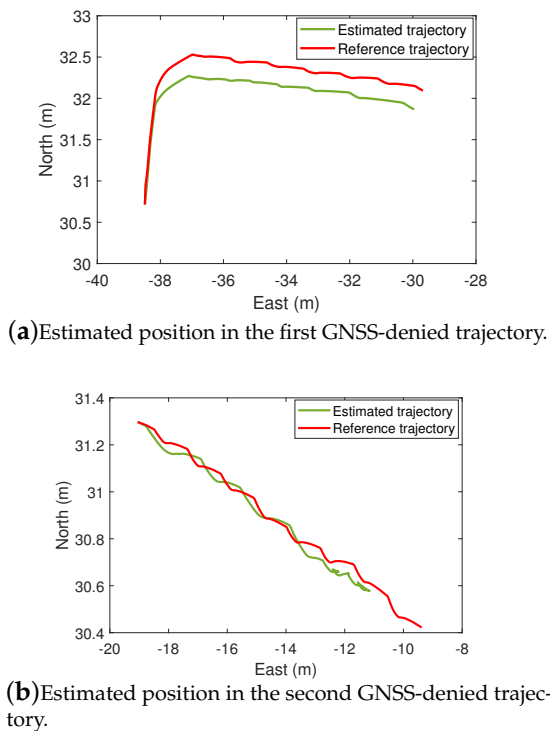 33
32.5
32
31.5
31
30.5
30
North (m)
Estimated trajectory
Reference trajectory
-40 -38 -36 -34 -32 -30 -28
East (m)
(a)Estimated position in the first GNSS-denied trajectory.
31.4
31.2
31
30.8
30.6
30.4
North (m)
Estimated trajectory
Reference trajectory
-20 -18 -16 -14 -12 -10 -8
East (m)
(b)Estimated position in the second GNSS-denied trajec-
tory.